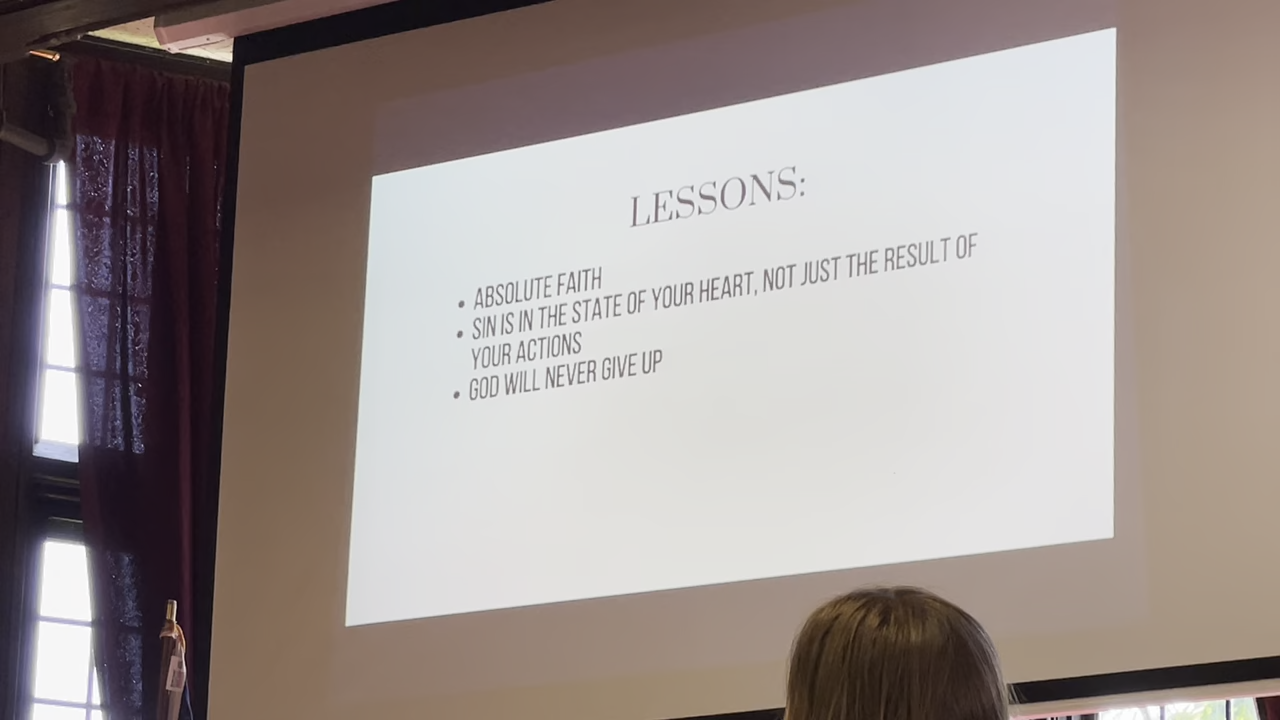 LESSONS:
• ABSOLUTE FAITH
• SIN IS IN THE STATE OF YOUR HEART, NOT JUST THE RESULT OF
YOUR ACTIONS
• GOD WILL NEVER GIVE UP